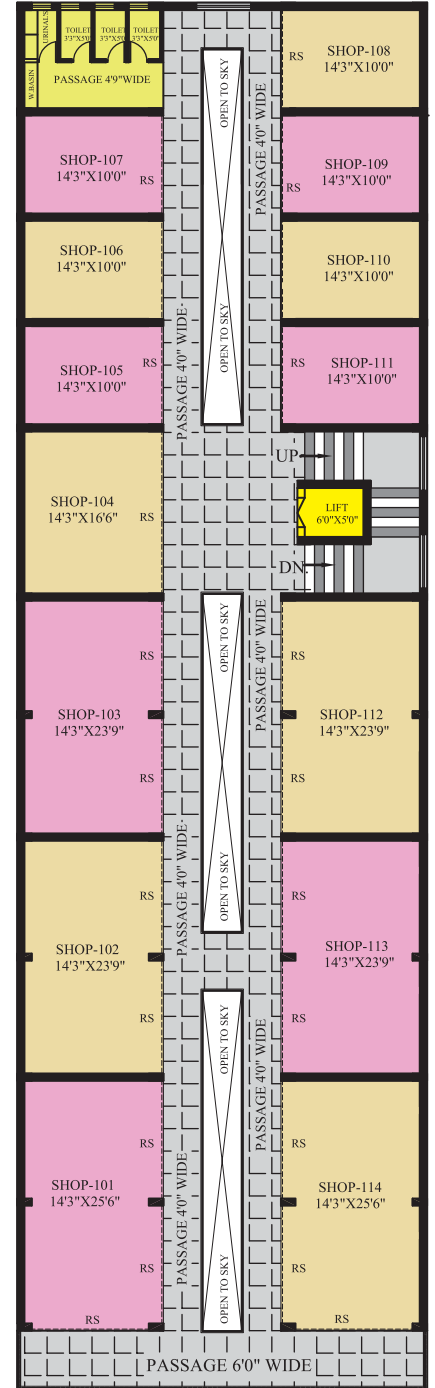 URINAL'S
TOILET
3'3"X5'0"
TOILET
3'3"X5'0"
TOILET
3'3"X5'0"
W.BASIN
PASSAGE 4'9"WIDE
OPEN TO SKY
PASSAGE 4'0" WIDE
RS
SHOP-108
14'3"X10'0"
SHOP-107
14'3"X10'0"
RS
SHOP-109
14'3"X10'0"
RS
SHOP-106
14'3"X10'0"
SHOP-110
14'3"X10'0"
OPEN TO SKY
PASSAGE 4'0" WIDE
SHOP-105
14'3"X10'0"
RS
RS
SHOP-111
14'3"X10'0"
SHOP-104
14'3"X16'6"
RS
UP
LIFT
6'0"X5'0"
DN.
OPEN TO SKY
PASSAGE 4'0" WIDE
RS
SHOP-103
14'3"X23'9"
RS
RS
SHOP-112
14'3"X23'9"
RS
OPEN TO SKY
PASSAGE 4'0" WIDE
RS
SHOP-102
14'3"X23'9"
RS
RS
SHOP-113
14'3"X23'9"
RS
OPEN TO SKY
PASSAGE 4'0" WIDE
RS
SHOP-101
14'3"X25'6"
RS
RS
PASSAGE 4'0" WIDE
OPEN TO SKY
RS
SHOP-114
14'3"X25'6"
RS
RS
PASSAGE 6'0" WIDE